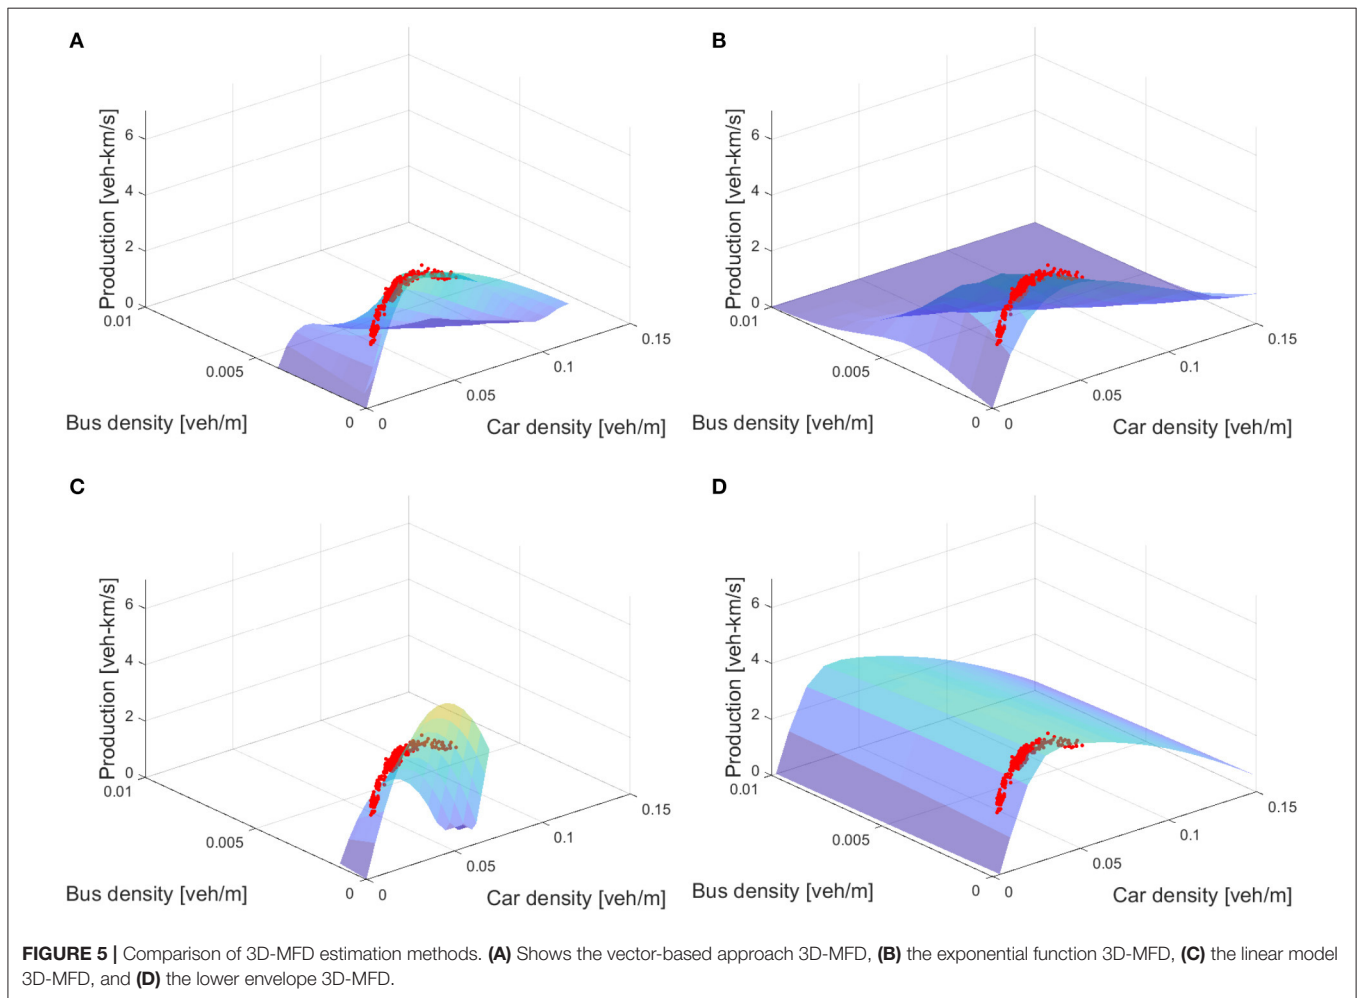 A
Production [veh-km/s]
6
4
2
0
0.01
0.005
0
Bus density [veh/m]
0
0.05
0.1
0.15
Car density [veh/m]
B
Production [veh-km/s]
6
4
2
0
0.01
0.005
0
Bus density [veh/m]
0
0.05
0.1
0.15
Car density [veh/m]
C
Production [veh-km/s]
6
4
2
0
0.01
0.005
0
Bus density [veh/m]
0
0.05
0.1
0.15
Car density [veh/m]
D
Production [veh-km/s]
6
4
2
0
0.01
0.005
0
Bus density [veh/m]
0
0.05
0.1
0.15
Car density [veh/m]
FIGURE 5 | Comparison of 3D-MFD estimation methods. (A) Shows the vector-based approach 3D-MFD, (B) the exponential function 3D-MFD, (C) the linear model
3D-MFD, and (D) the lower envelope 3D-MFD.